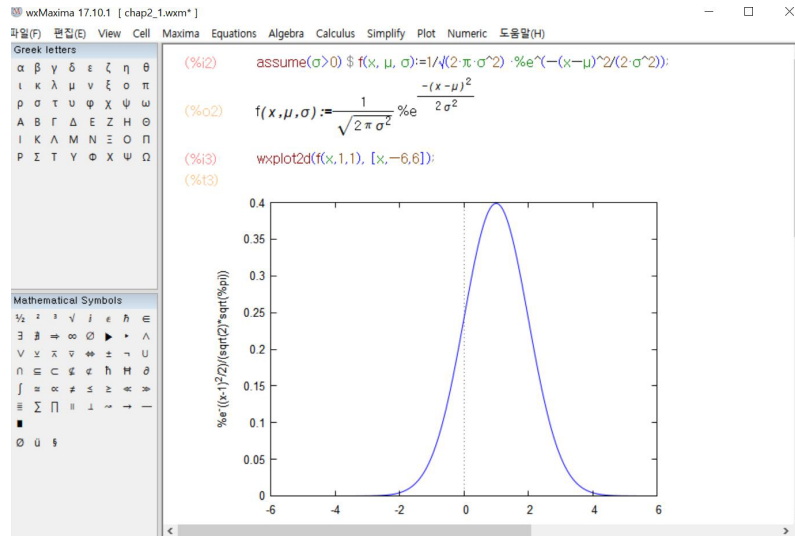 wxMaxima 17.10.1 [ chap2_1.wxm* ]
파일(F) 편집(E) View Cell Maxima Equations Algebra Calculus Simplify Plot Numeric 도움말(H)
Greek letters
α β γ δ ε ζ η θ
ι κ λ μ ν ξ ο π
ρ σ τ υ φ χ ψ ω
Α Β Γ Δ Ε Ζ Η Θ
Ι Κ Λ Μ Ν Ξ Ο Π
Ρ Σ Τ Υ Φ Χ Ψ Ω
Mathematical Symbols
½ ² ³ √ ⅈ ℯ ℏ ∈
∃ ∄ ⇒ ∞ ∅ ▶ ‣ ∧
∨ ⊻ ⊼ ⊽ ⇔ ± ¬ ∪
∩ ⊆ ⊂ ⊈ ⊄ ħ Ħ ∂
∫ ≅ ∝ ≠ ≤ ≥ ≪ ≫
≣ ∑ ∏ ∥ ⟂ ⇝ → —
∎
Ø ü §
(%i2) assume(σ>0) $ f(x, μ, σ):=1/√(2·π·σ^2) ·%e^(−(x−μ)^2/(2·σ^2));
(%o2) f(x,μ,σ):=1/√(2 π σ²) %e^(−(x−μ)²/(2 σ²))
(%i3) wxplot2d(f(x,1,1), [x,−6,6]);
(%t3)
%e^-((x-1)²/2)/(sqrt(2)*sqrt(%pi))
0.4
0.35
0.3
0.25
0.2
0.15
0.1
0.05
0
-6 -4 -2 0 2 4 6